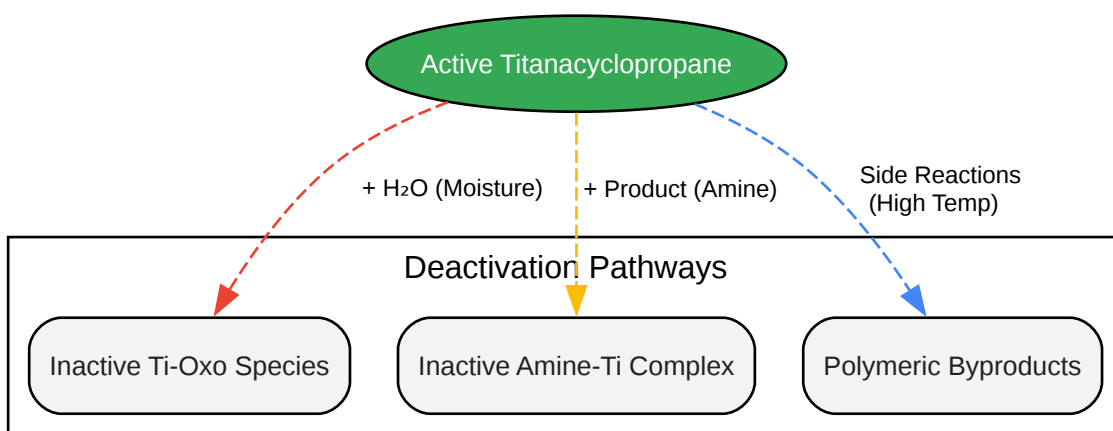 Active Titanacyclopropane
+ H₂O (Moisture)
+ Product (Amine)
Side Reactions
(High Temp)
Deactivation Pathways
Inactive Ti-Oxo Species
Inactive Amine-Ti Complex
Polymeric Byproducts